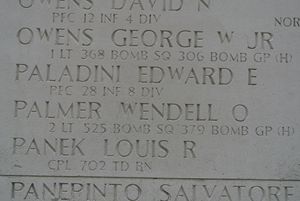 OWENS DAVID N
PFC 12 INF 4 DIV
NOR
OWENS GEORGE W JR
1 LT 368 BOMB SQ 306 BOMB GP (H)
PALADINI EDWARD E
PFC 28 INF 8 DIV
PALMER WENDELL O
2 LT 525 BOMB SQ 379 BOMB GP (H)
PANEK LOUIS R
CPL 702 TD BN
PANEPINTO SALVATORE